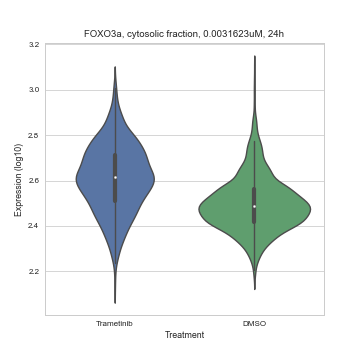 FOXO3a, cytosolic fraction, 0.0031623uM, 24h
3.2
3.0
2.8
2.6
2.4
2.2
Expression (log10)
Trametinib DMSO
Treatment